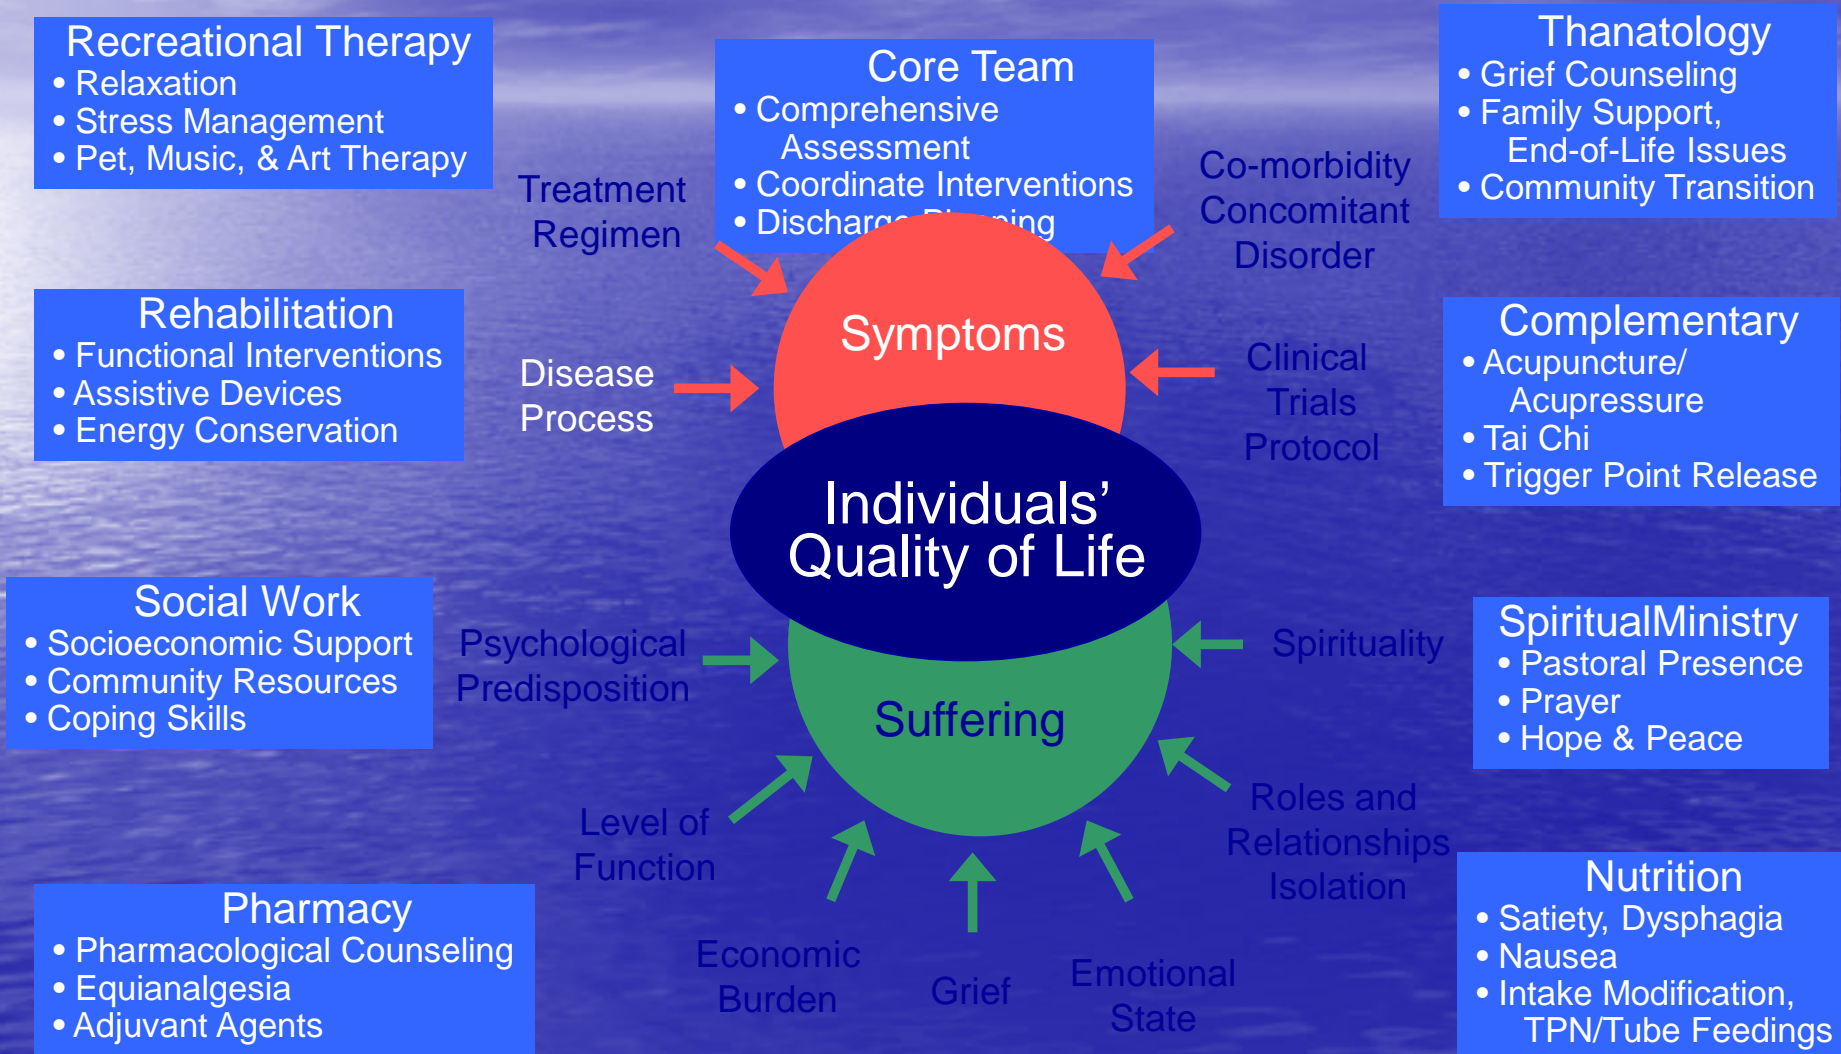 Recreational Therapy
• Relaxation
• Stress Management
• Pet, Music, & Art Therapy
Core Team
• Comprehensive
Assessment
• Coordinate Interventions
• Discharge Planning
Thanatology
• Grief Counseling
• Family Support,
End-of-Life Issues
• Community Transition
Treatment
Regimen
Co-morbidity
Concomitant
Disorder
Rehabilitation
• Functional Interventions
• Assistive Devices
• Energy Conservation
Disease
Process
Symptoms
Clinical
Trials
Protocol
Complementary
• Acupuncture/
Acupressure
• Tai Chi
• Trigger Point Release
Individuals’
Quality of Life
Social Work
• Socioeconomic Support
• Community Resources
• Coping Skills
Psychological
Predisposition
Suffering
Spirituality
SpiritualMinistry
• Pastoral Presence
• Prayer
• Hope & Peace
Level of
Function
Roles and
Relationships
Isolation
Pharmacy
• Pharmacological Counseling
• Equianalgesia
• Adjuvant Agents
Economic
Burden
Grief
Emotional
State
Nutrition
• Satiety, Dysphagia
• Nausea
• Intake Modification,
TPN/Tube Feedings